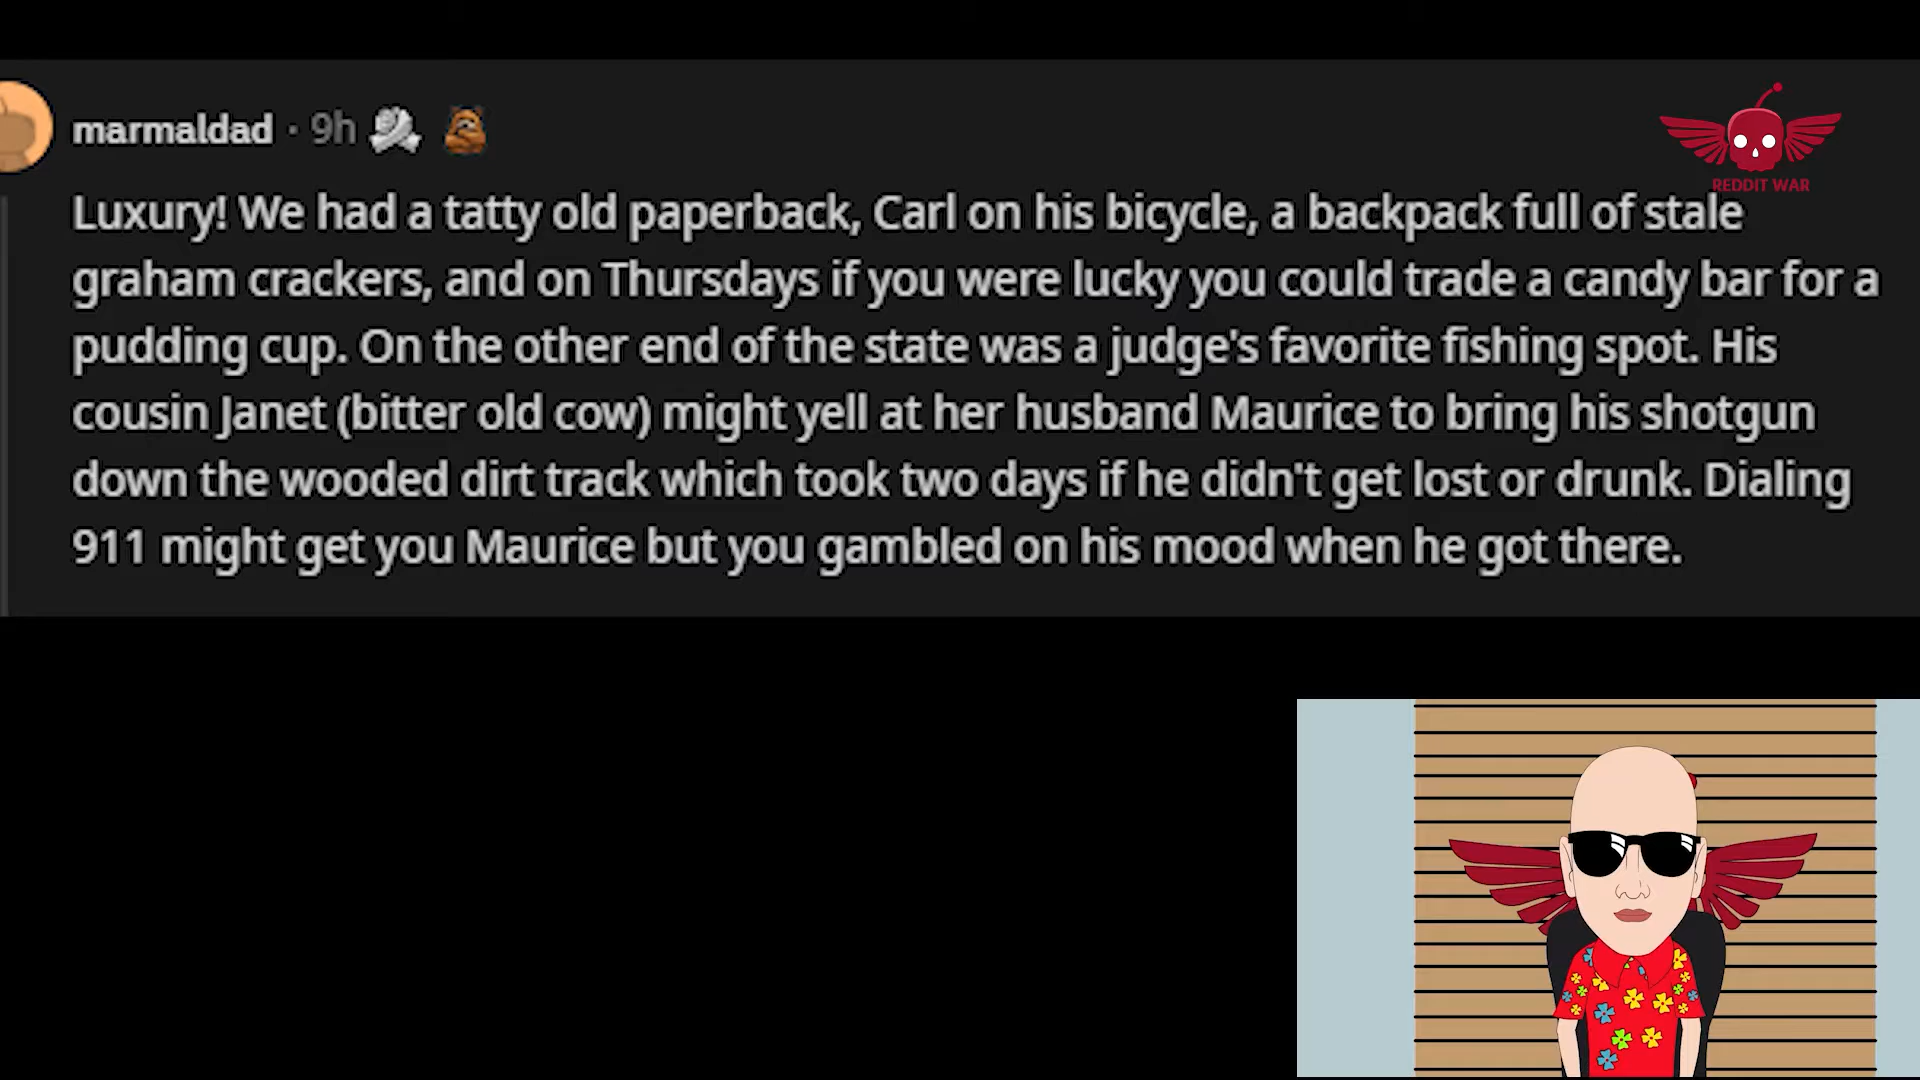 marmaldad · 9h
REDDIT WAR
Luxury! We had a tatty old paperback, Carl on his bicycle, a backpack full of stale
graham crackers, and on Thursdays if you were lucky you could trade a candy bar for a
pudding cup. On the other end of the state was a judge's favorite fishing spot. His
cousin Janet (bitter old cow) might yell at her husband Maurice to bring his shotgun
down the wooded dirt track which took two days if he didn't get lost or drunk. Dialing
911 might get you Maurice but you gambled on his mood when he got there.